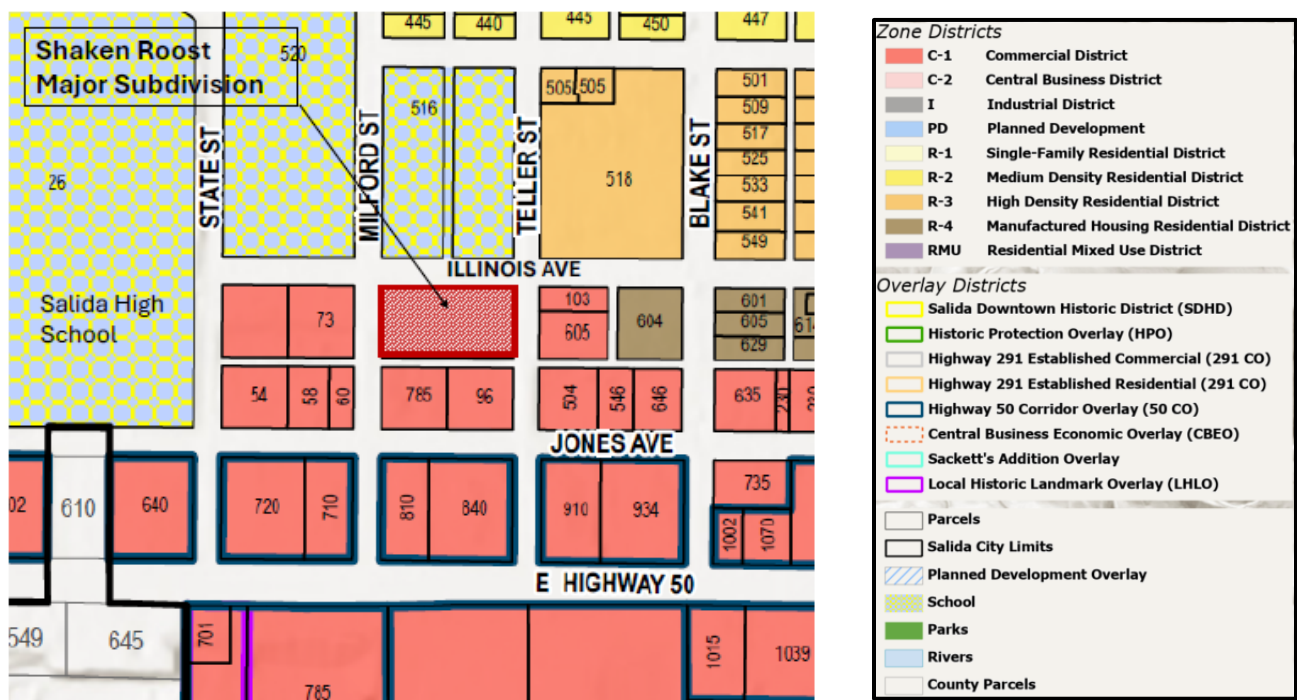 445
440
445
450
447
Shaken Roost
Major Subdivision
520
516
505
505
501
509
517
525
533
541
549
518
26
STATE ST
MILFORD ST
TELLER ST
BLAKE ST
ILLINOIS AVE
Salida High
School
73
103
605
604
601
605
629
54
58
60
785
96
504
546
646
635
JONES AVE
02
610
640
720
710
810
840
910
934
735
1002
1070
E HIGHWAY 50
549
645
701
785
1015
1039
Zone Districts
C-1 Commercial District
C-2 Central Business District
I Industrial District
PD Planned Development
R-1 Single-Family Residential District
R-2 Medium Density Residential District
R-3 High Density Residential District
R-4 Manufactured Housing Residential District
RMU Residential Mixed Use District
Overlay Districts
Salida Downtown Historic District (SDHD)
Historic Protection Overlay (HPO)
Highway 291 Established Commercial (291 CO)
Highway 291 Established Residential (291 CO)
Highway 50 Corridor Overlay (50 CO)
Central Business Economic Overlay (CBEO)
Sackett's Addition Overlay
Local Historic Landmark Overlay (LHLO)
Parcels
Salida City Limits
Planned Development Overlay
School
Parks
Rivers
County Parcels